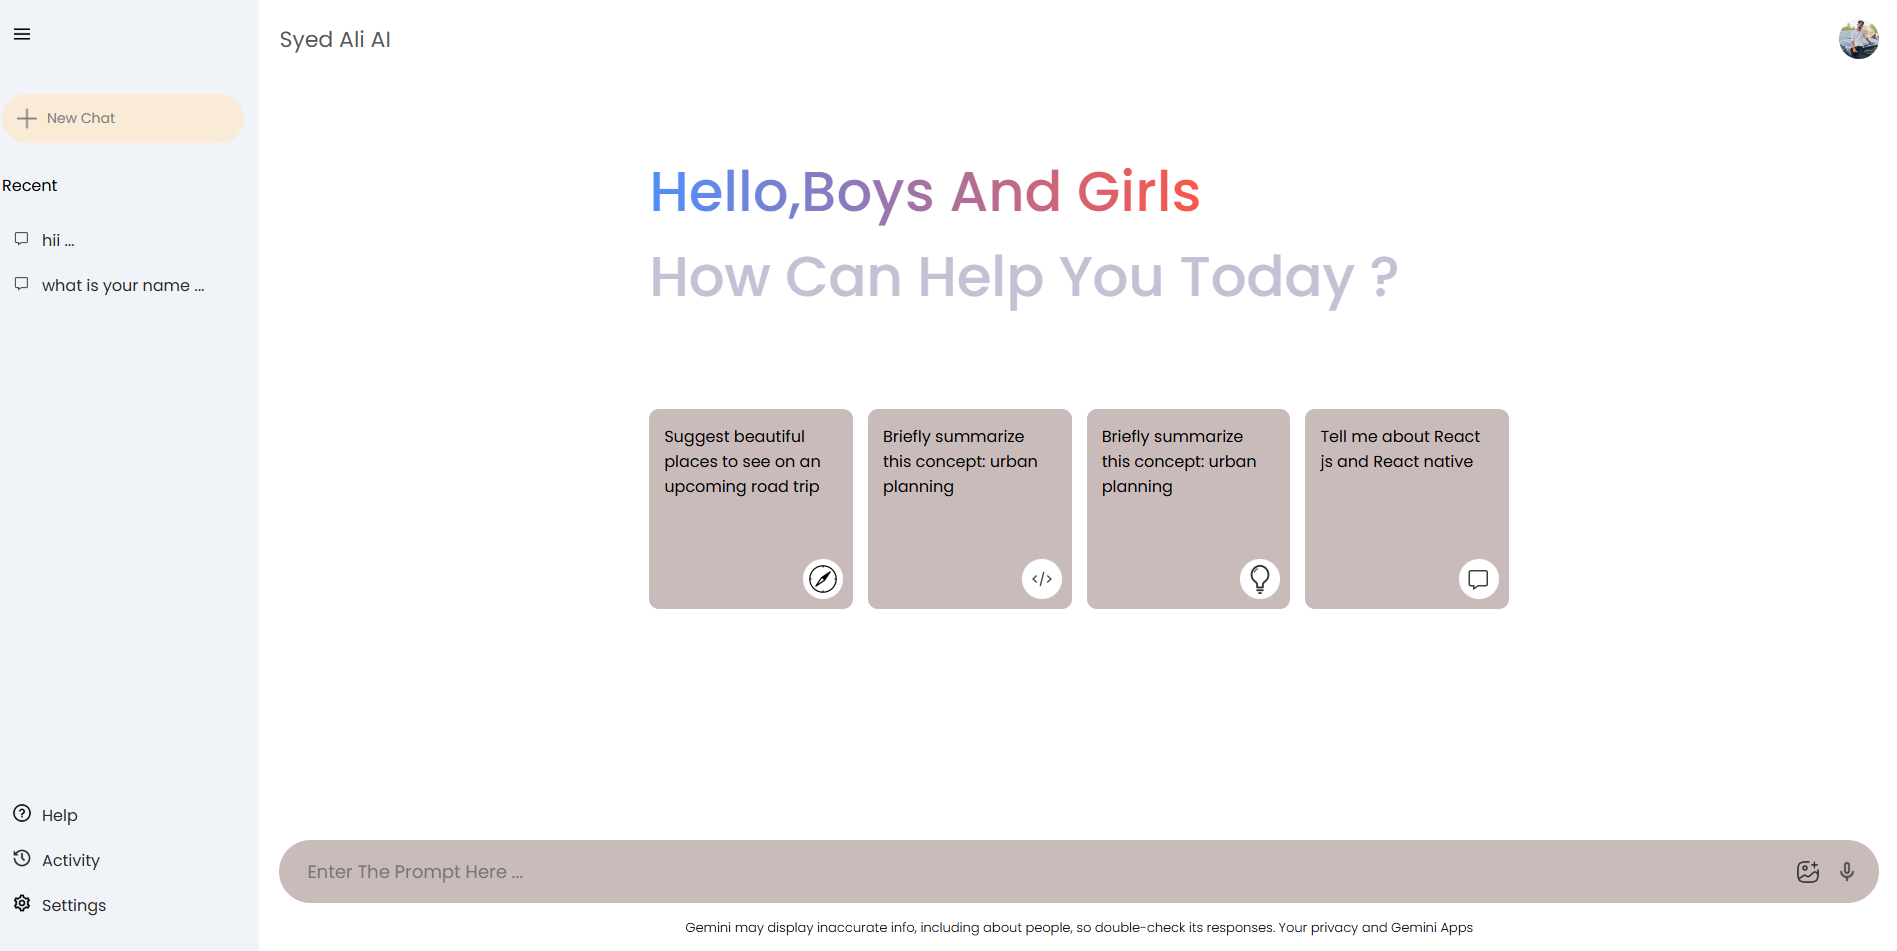 Syed Ali AI
New Chat
Recent
hii ...
what is your name ...
Help
Activity
Settings
Hello,Boys And Girls
How Can Help You Today ?
Suggest beautiful
places to see on an
upcoming road trip
Briefly summarize
this concept: urban
planning
Briefly summarize
this concept: urban
planning
Tell me about React
js and React native
</>
Enter The Prompt Here ...
Gemini may display inaccurate info, including about people, so double-check its responses. Your privacy and Gemini Apps